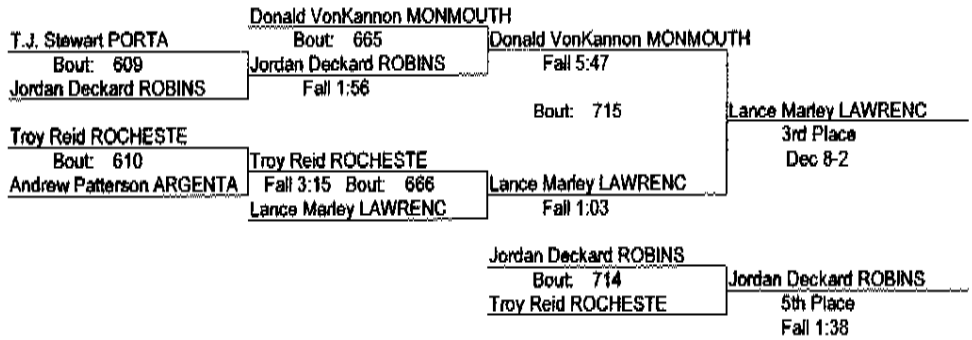 Donald VonKannon MONMOUTH
T.J. Stewart PORTA
Bout: 665
Donald VonKannon MONMOUTH
Bout: 609
Jordan Deckard ROBINS
Fall 5:47
Jordan Deckard ROBINS
Fall 1:56
Bout: 715
Lance Marley LAWRENC
Troy Reid ROCHESTE
3rd Place
Bout: 610
Troy Reid ROCHESTE
Dec 8-2
Andrew Patterson ARGENTA
Fall 3:15 Bout: 666
Lance Marley LAWRENC
Lance Marley LAWRENC
Fall 1:03
Jordan Deckard ROBINS
Bout: 714
Jordan Deckard ROBINS
Troy Reid ROCHESTE
5th Place
Fall 1:38